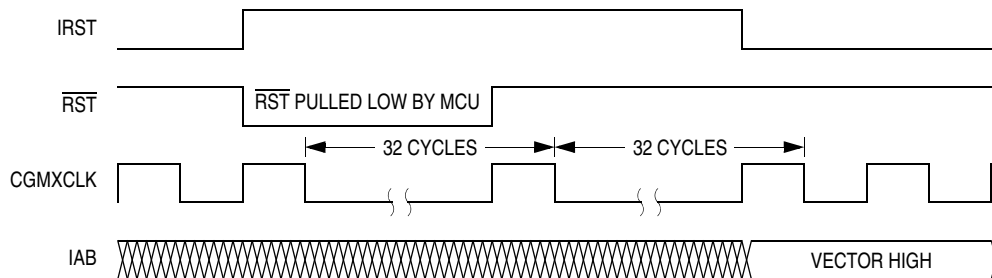 IRST
RST
RST PULLED LOW BY MCU
32 CYCLES
32 CYCLES
CGMXCLK
IAB
VECTOR HIGH